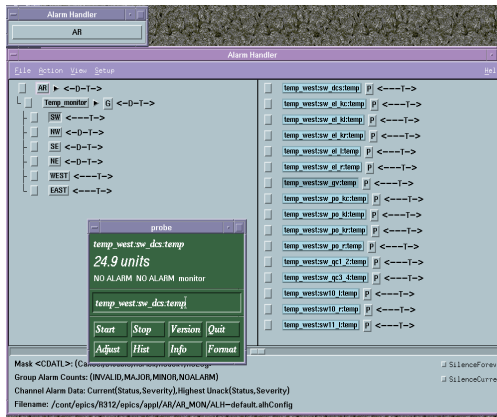 Alarm Handler
AR
Alarm Handler
File Action View Setup Hel
AR <-D-T->
Temp_monitor G <-D-T->
SW <---T->
NW <-D-T->
SE <-D-T->
NE <-D-T->
WEST <---T->
EAST <---T->
temp_west:sw_dcs:temp P <---T->
temp_west:sw_el_kc:temp P <---T->
temp_west:sw_el_kl:temp P <---T->
temp_west:sw_el_kr:temp P <---T->
temp_west:sw_el_l:temp P <---T->
temp_west:sw_el_r:temp P <---T->
temp_west:sw_gv:temp P <---T->
temp_west:sw_po_kc:temp P <---T->
temp_west:sw_po_kl:temp P <---T->
temp_west:sw_po_kr:temp P <---T->
temp_west:sw_po_r:temp P <---T->
temp_west:sw_qc1_2:temp P <---T->
temp_west:sw_qc3_4:temp P <---T->
temp_west:sw10_l:temp P <---T->
temp_west:sw10_r:temp P <---T->
temp_west:sw11_l:temp P <---T->
probe
temp_west:sw_dcs:temp
24.9 units
NO ALARM NO ALARM monitor
temp_west:sw_dcs:temp
Start Stop Version Quit
Adjust Hist Info Format
Mask <CDATL>:
SilenceForev
Group Alarm Counts: (INVALID,MAJOR,MINOR,NOALARM)
SilenceCurre
Channel Alarm Data: Current(Status,Severity),Highest Unack(Status,Severity)
Filename: /cont/epics/R312/epics/appl/AR/AR_MON/ALH-default.alhConfig